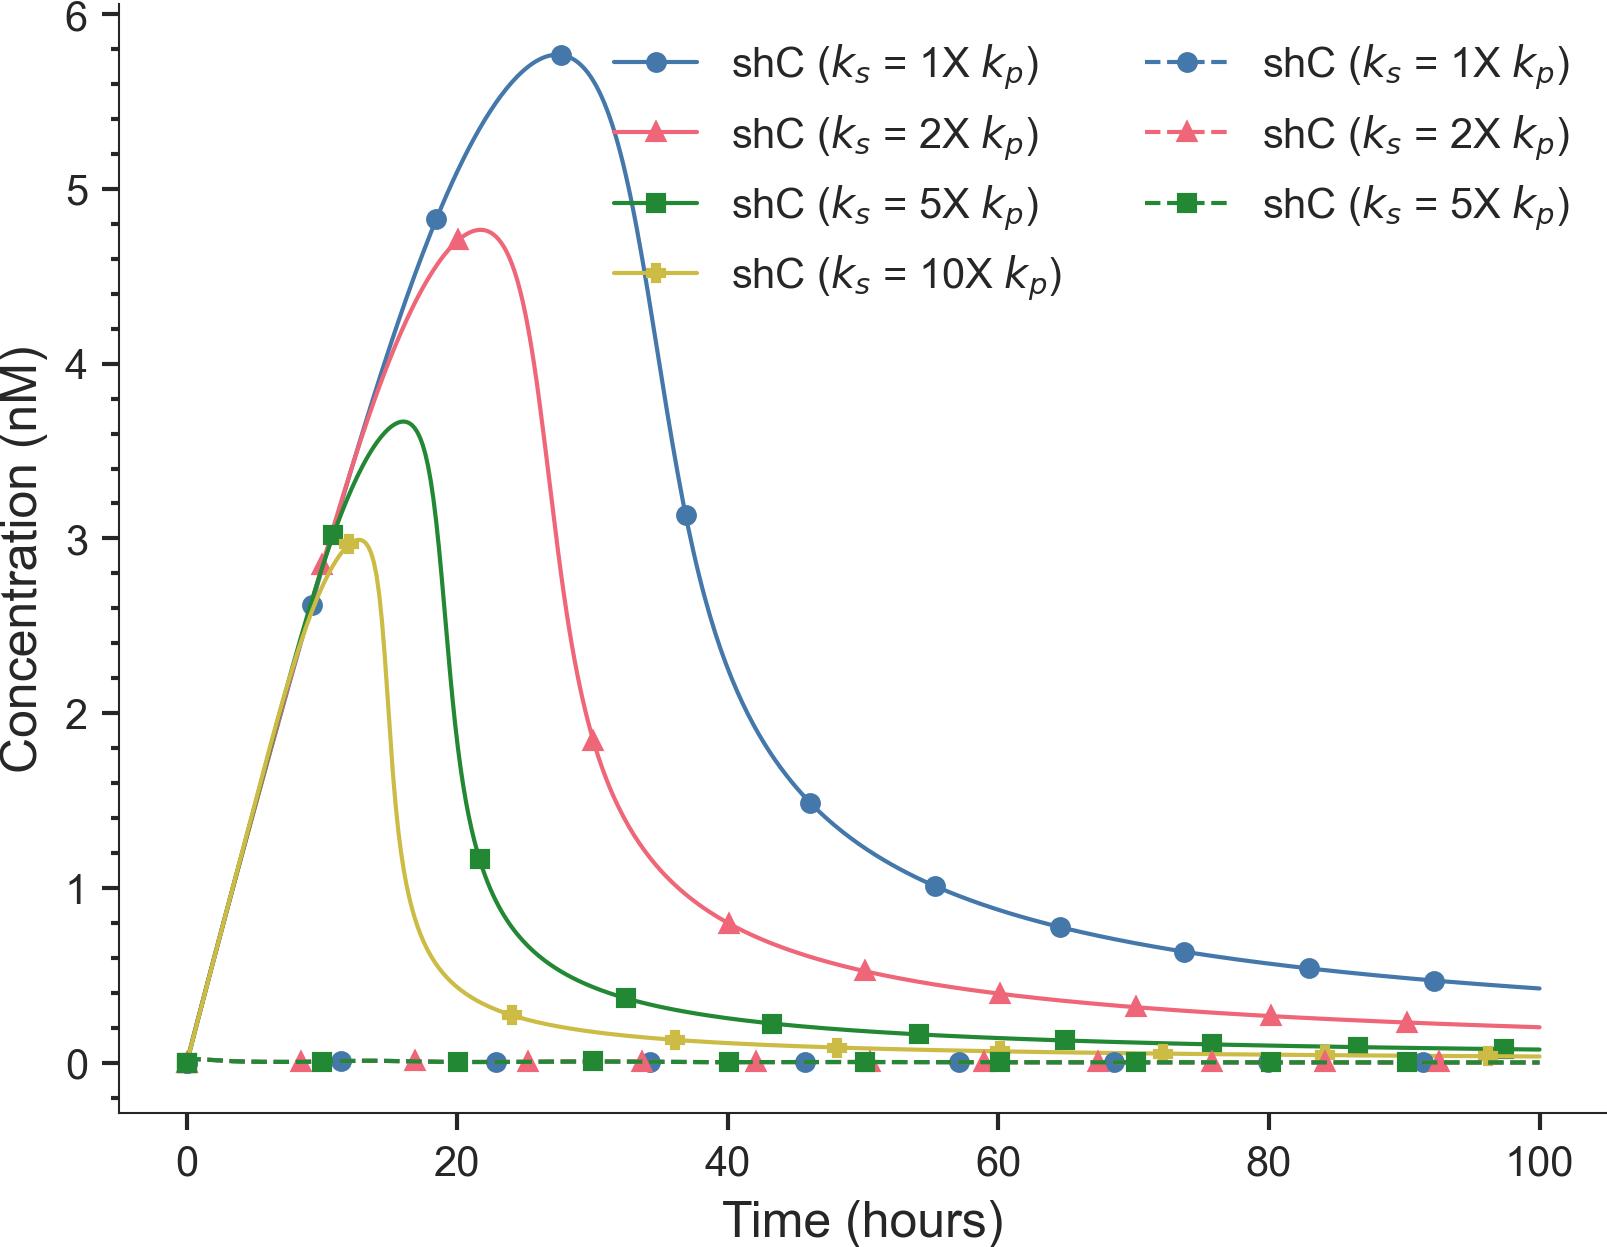 6
5
4
3
2
1
0
Concentration (nM)
shC (kₛ = 1X kₚ)
shC (kₛ = 2X kₚ)
shC (kₛ = 5X kₚ)
shC (kₛ = 10X kₚ)
shC (kₛ = 1X kₚ)
shC (kₛ = 2X kₚ)
shC (kₛ = 5X kₚ)
0 20 40 60 80 100
Time (hours)